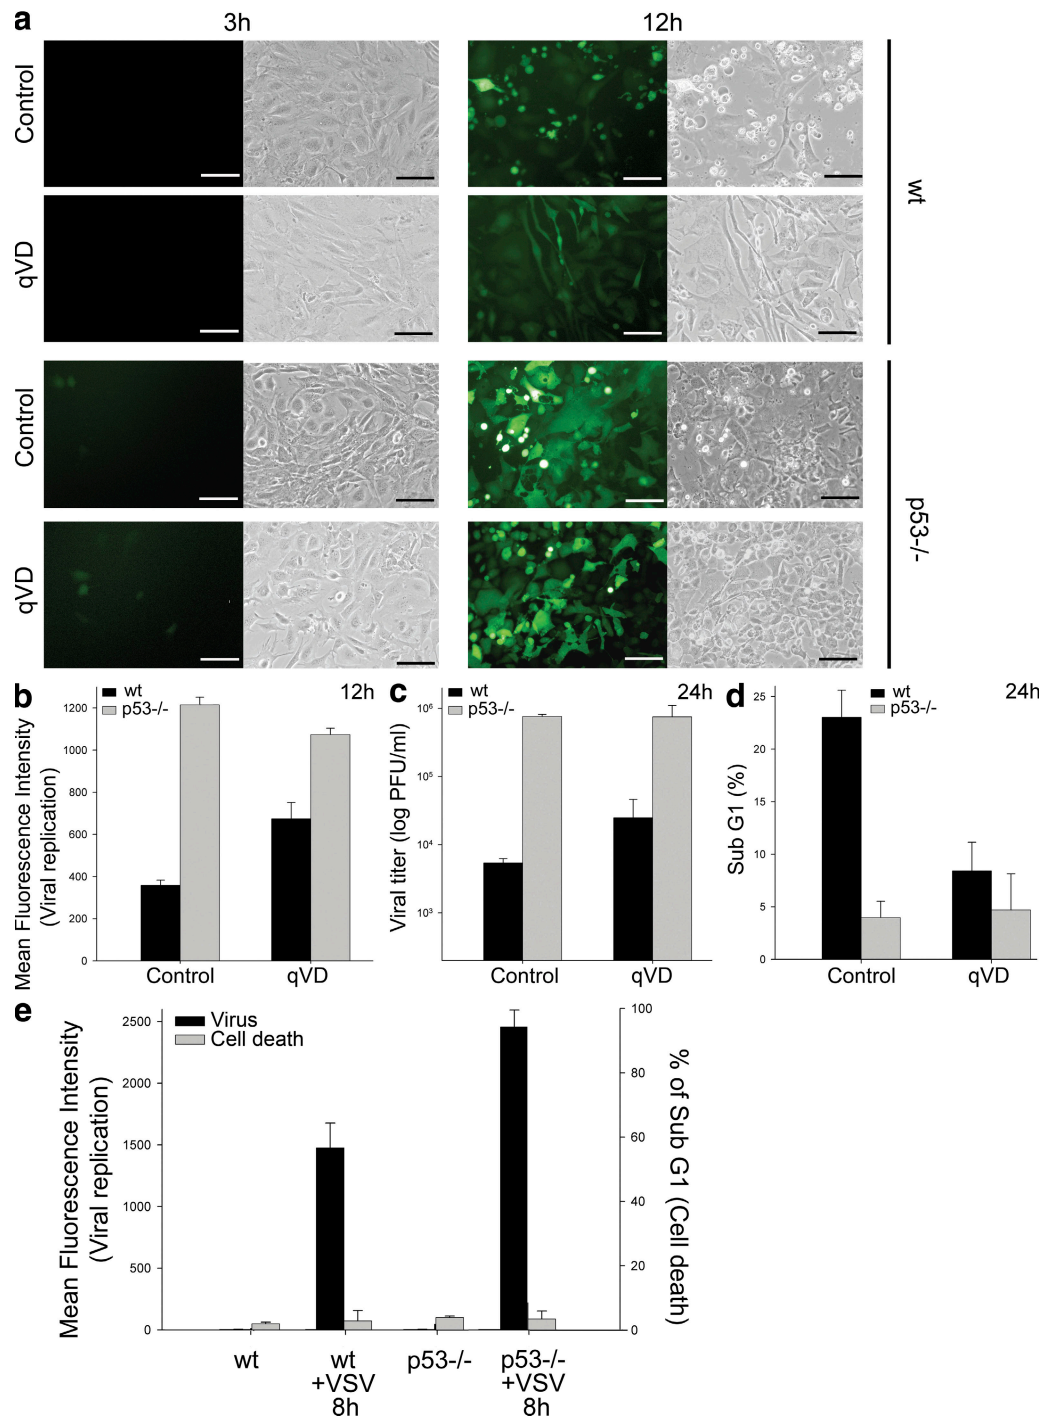 a
3h
12h
Control
qVD
wt
Control
qVD
p53-/-
b
wt
p53-/-
12h
Mean Fluorescence Intensity
(Viral replication)
1200
1000
800
600
400
200
0
Control
qVD
c
wt
p53-/-
24h
Viral titer (log PFU/ml)
10⁶
10⁵
10⁴
10³
Control
qVD
d
wt
p53-/-
24h
Sub G1 (%)
25
20
15
10
5
0
Control
qVD
e
Virus
Cell death
Mean Fluorescence Intensity
(Viral replication)
2500
2000
1500
1000
500
0
100
80
60
40
20
0
% of Sub G1 (Cell death)
wt
wt
+VSV
8h
p53-/-
p53-/-
+VSV
8h